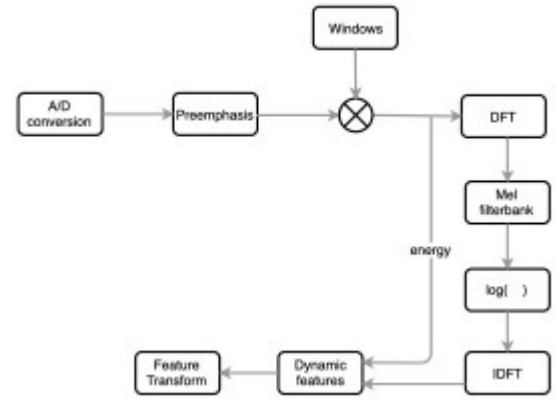 Windows
A/D
conversion
Preemphasis
DFT
Mel
filterbank
energy
log( )
Feature
Transform
Dynamic
features
IDFT